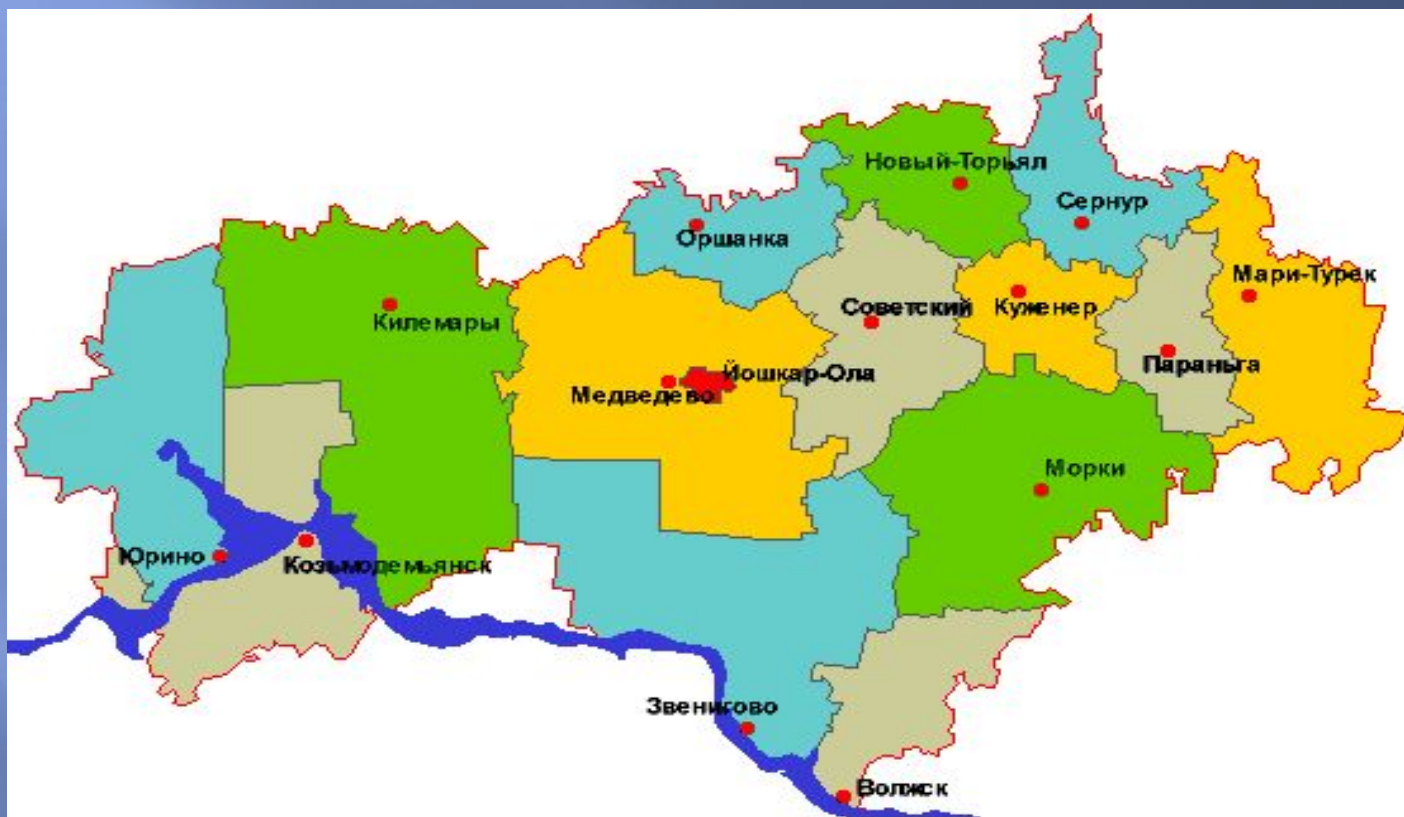 Новый-Торъял
Сернур
Оршанка
Мари-Турек
Советский
Куженер
Килемары
Параньга
Йошкар-Ола
Медведево
Морки
Юрино
Козьмодемьянск
Звенигово
Волжск